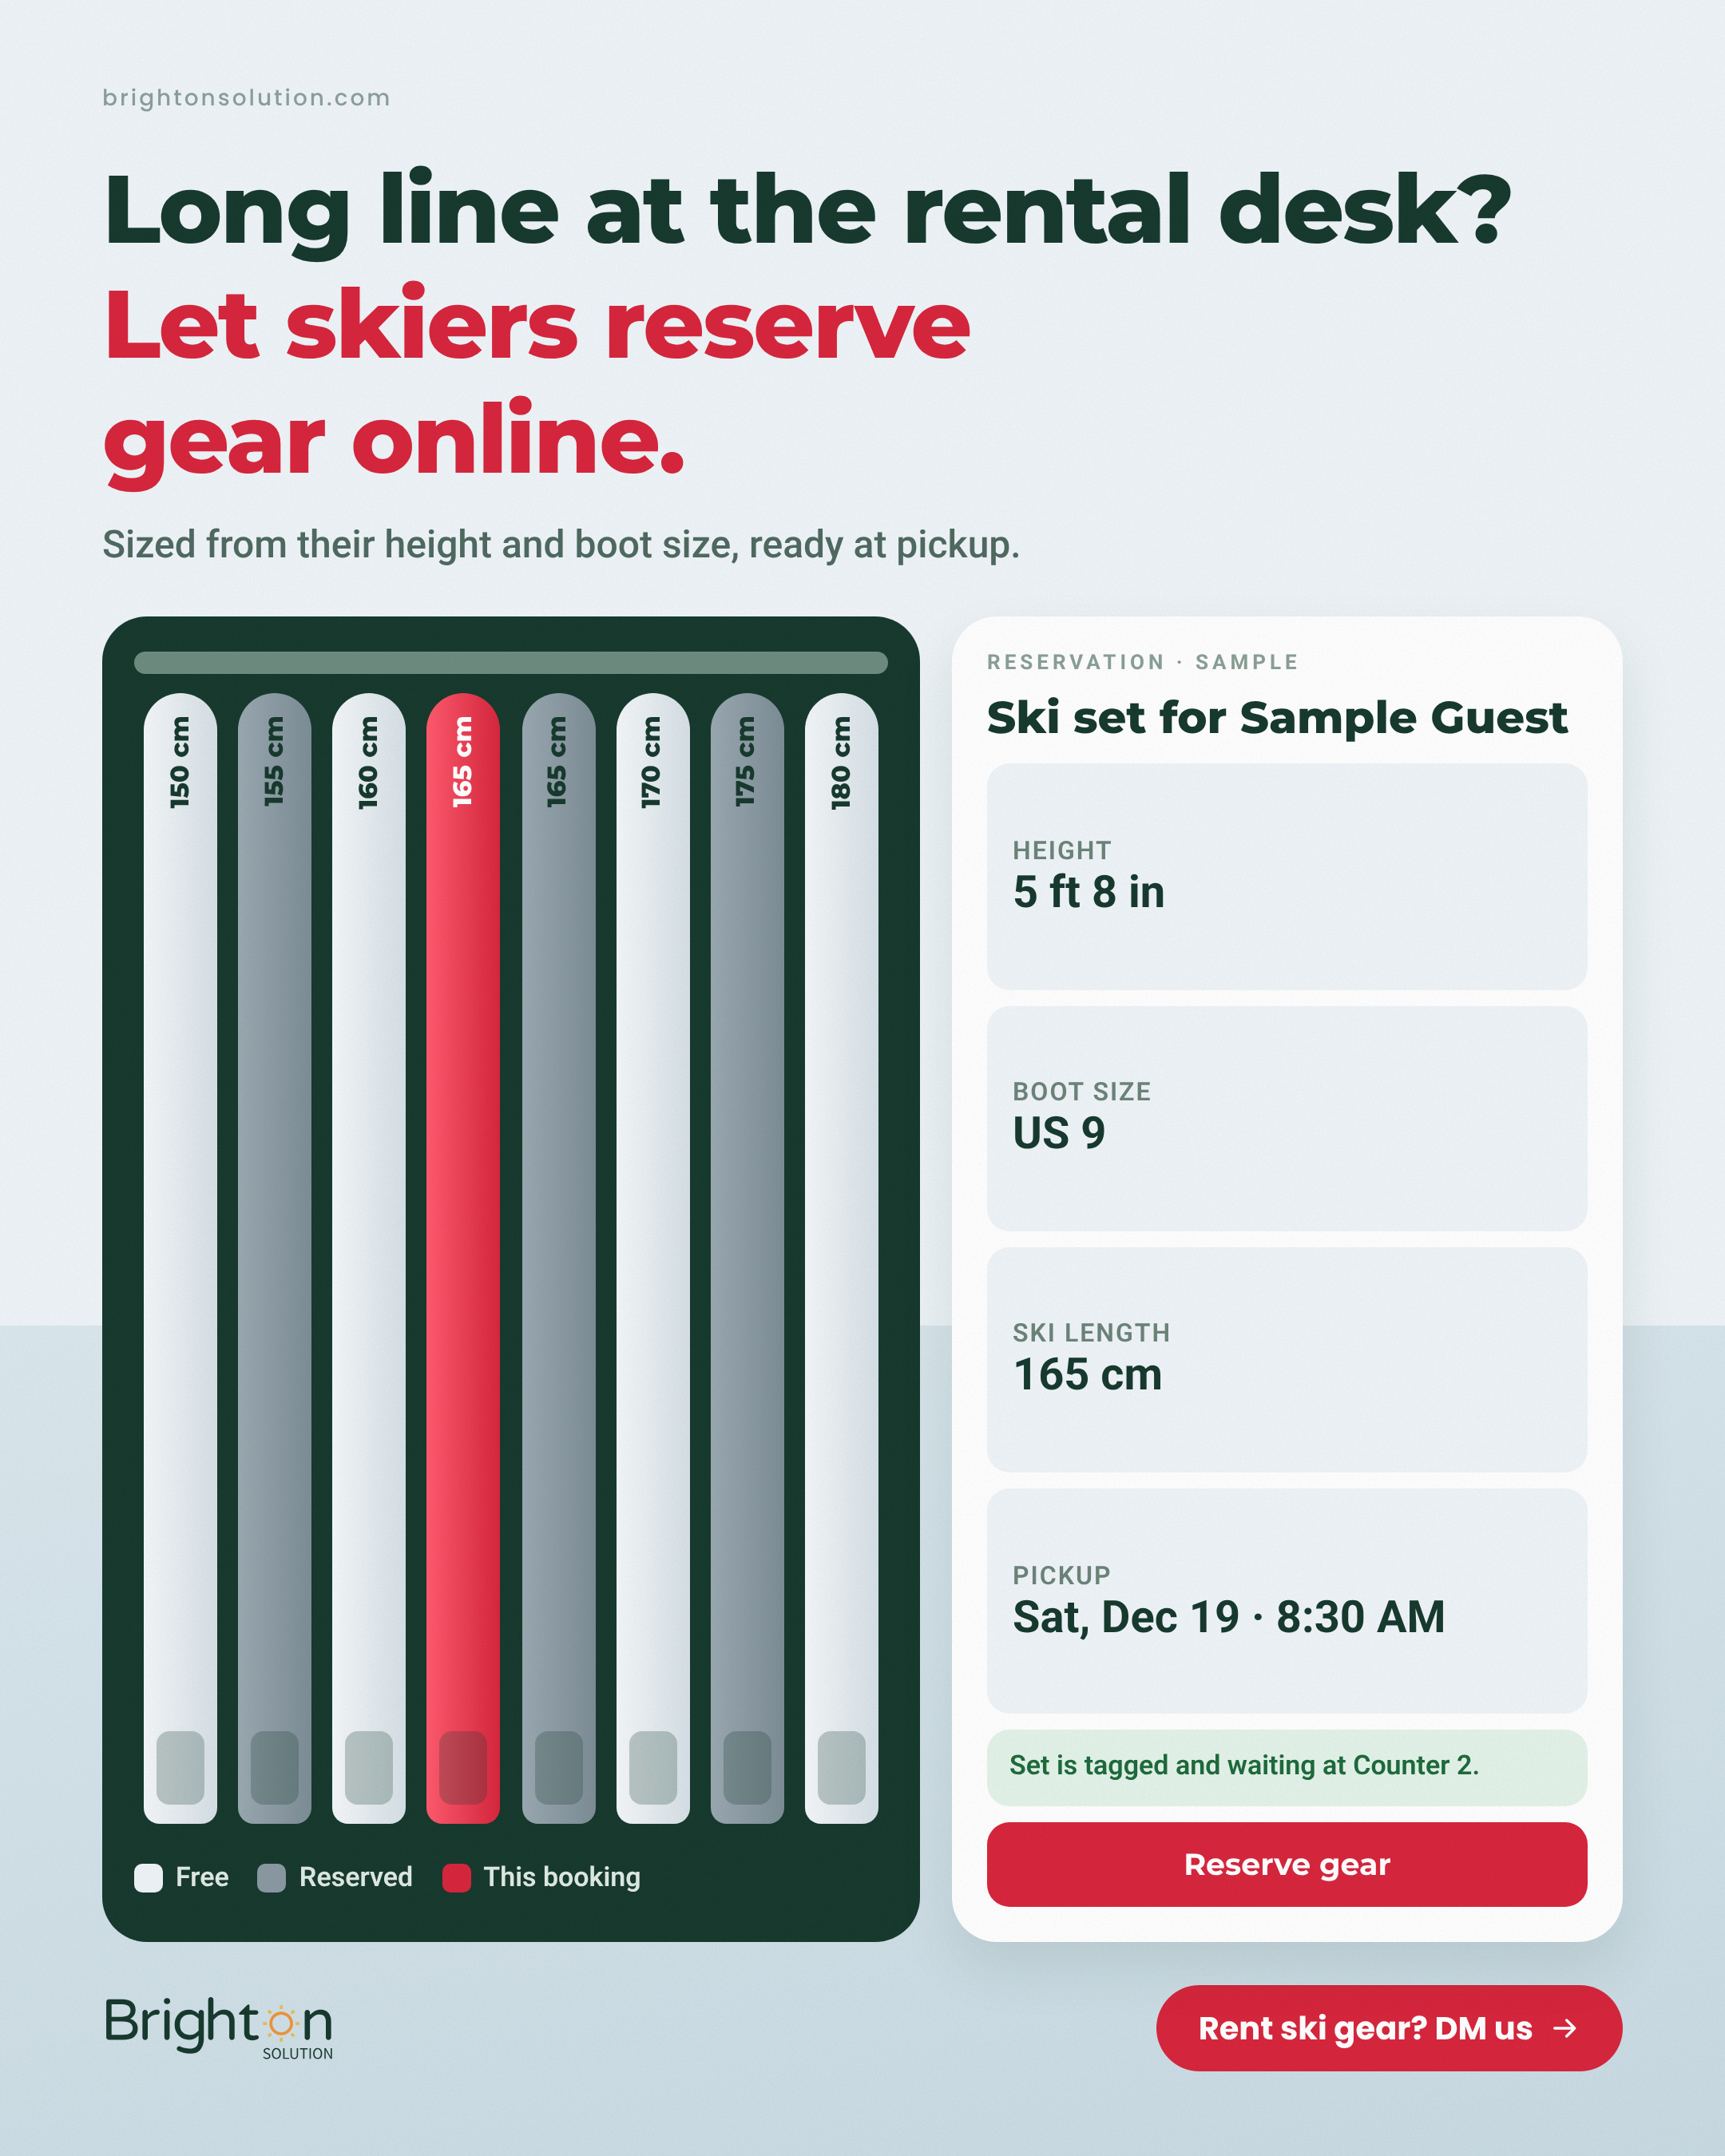 brightonsolution.com
Long line at the rental desk?
Let skiers reserve
gear online.
Sized from their height and boot size, ready at pickup.
150 cm
155 cm
160 cm
165 cm
165 cm
170 cm
175 cm
180 cm
Free
Reserved
This booking
RESERVATION · SAMPLE
Ski set for Sample Guest
HEIGHT
5 ft 8 in
BOOT SIZE
US 9
SKI LENGTH
165 cm
PICKUP
Sat, Dec 19 · 8:30 AM
Set is tagged and waiting at Counter 2.
Reserve gear
Brighton
SOLUTION
Rent ski gear? DM us →